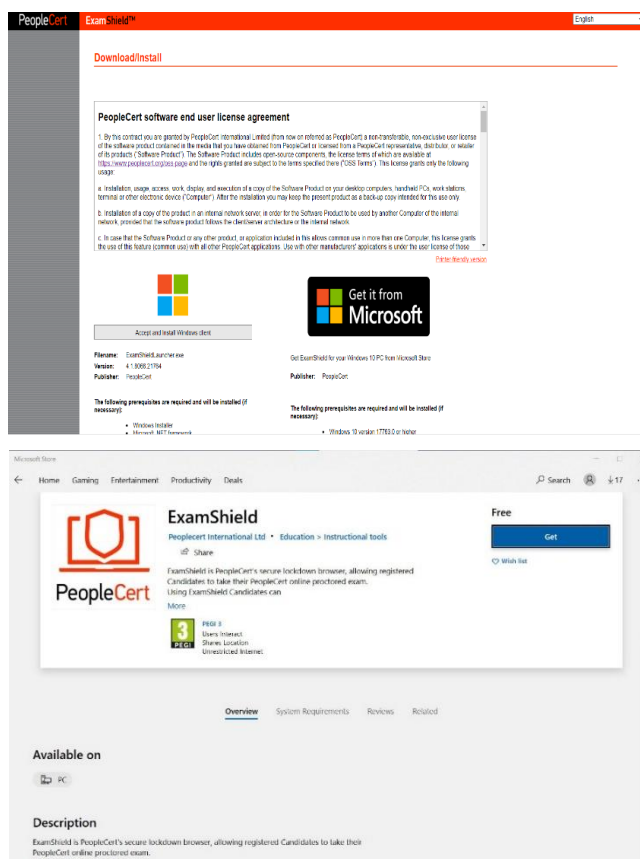 PeopleCert ExamShield™ English
Download/Install
PeopleCert software end user license agreement
1. By this contract you are granted by PeopleCert International Limited (from now on referred as PeopleCert) a non-transferable, non-exclusive user license
of the software product contained in the media that you have obtained from PeopleCert or licensed from a PeopleCert representative, distributor, or retailer
of its products ("Software Product"). The Software Product includes open-source components, the license terms of which are available at
https://www.peoplecert.org/oss-page and the rights granted are subject to the terms specified there ("OSS Terms"). This license grants only the following
usage:
a. Installation, usage, access, work, display, and execution of a copy of the Software Product on your desktop computers, handheld PCs, work stations,
terminal or other electronic device ("Computer"). After the installation you may keep the present product as a back-up copy intended for this use only.
b. Installation of a copy of the product in an internal network server, in order for the Software Product to be used by another Computer of the internal
network, provided that the software product follows the client/server architecture or the internal network.
c. In case that the Software Product or any other product, or application included in this allows common use in more than one Computer, this license grants
the use of this feature (common use) with all other PeopleCert applications. Use with other manufacturers' applications is under the user license of those
Printer friendly version
Accept and Install Windows client
Get it from
Microsoft
Filename: ExamShieldLauncher.exe
Version: 4.1.8066.21764
Publisher: PeopleCert
Get ExamShield for your Windows 10 PC from Microsoft Store
Publisher: PeopleCert
The following prerequisites are required and will be installed (if
necessary):
• Windows Installer
• Microsoft .NET framework
The following prerequisites are required and will be installed (if
necessary):
• Windows 10 version 17763.0 or higher
Microsoft Store
Home Gaming Entertainment Productivity Deals Search 17
PeopleCert
ExamShield
Peoplecert International Ltd • Education > Instructional tools
Share
ExamShield is PeopleCert's secure lockdown browser, allowing registered
Candidates to take their PeopleCert online proctored exam.
Using ExamShield Candidates can
More
3
PEGI
PEGI 3
Users Interact
Shares Location
Unrestricted Internet
Free
Get
Wish list
Overview System Requirements Reviews Related
Available on
PC
Description
ExamShield is PeopleCert's secure lockdown browser, allowing registered Candidates to take their
PeopleCert online proctored exam.